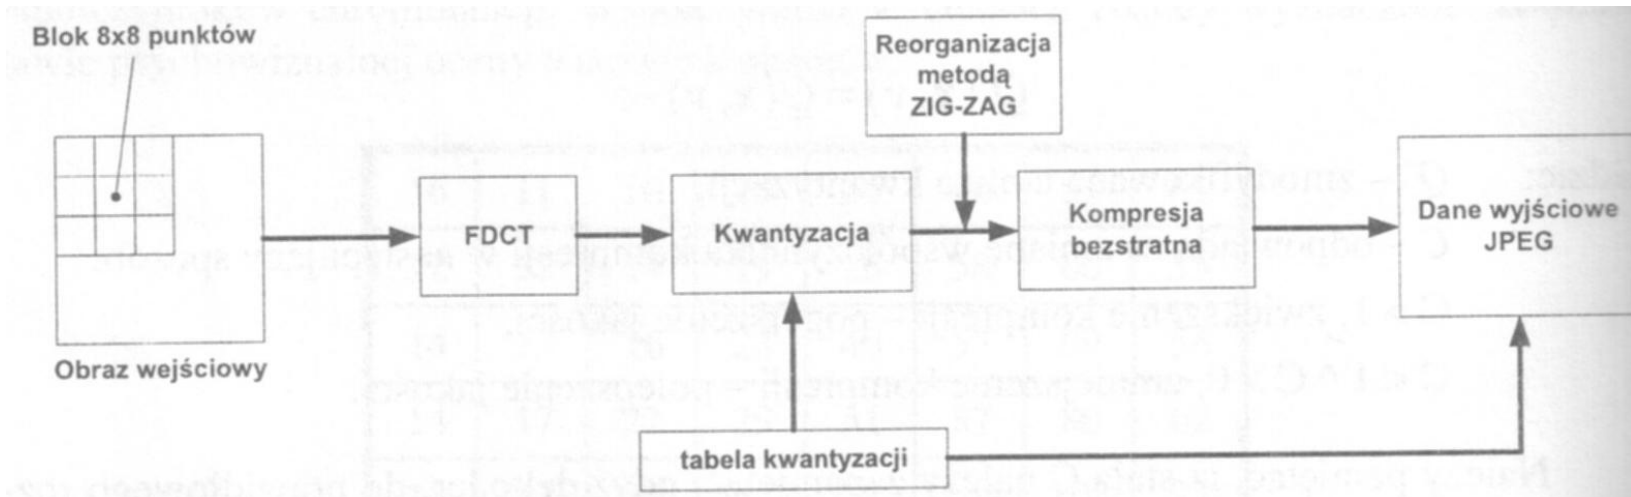 Blok 8x8 punktów
Reorganizacja
metodą
ZIG-ZAG
FDCT
Kwantyzacja
Kompresja
bezstratna
Dane wyjściowe
JPEG
Obraz wejściowy
tabela kwantyzacji